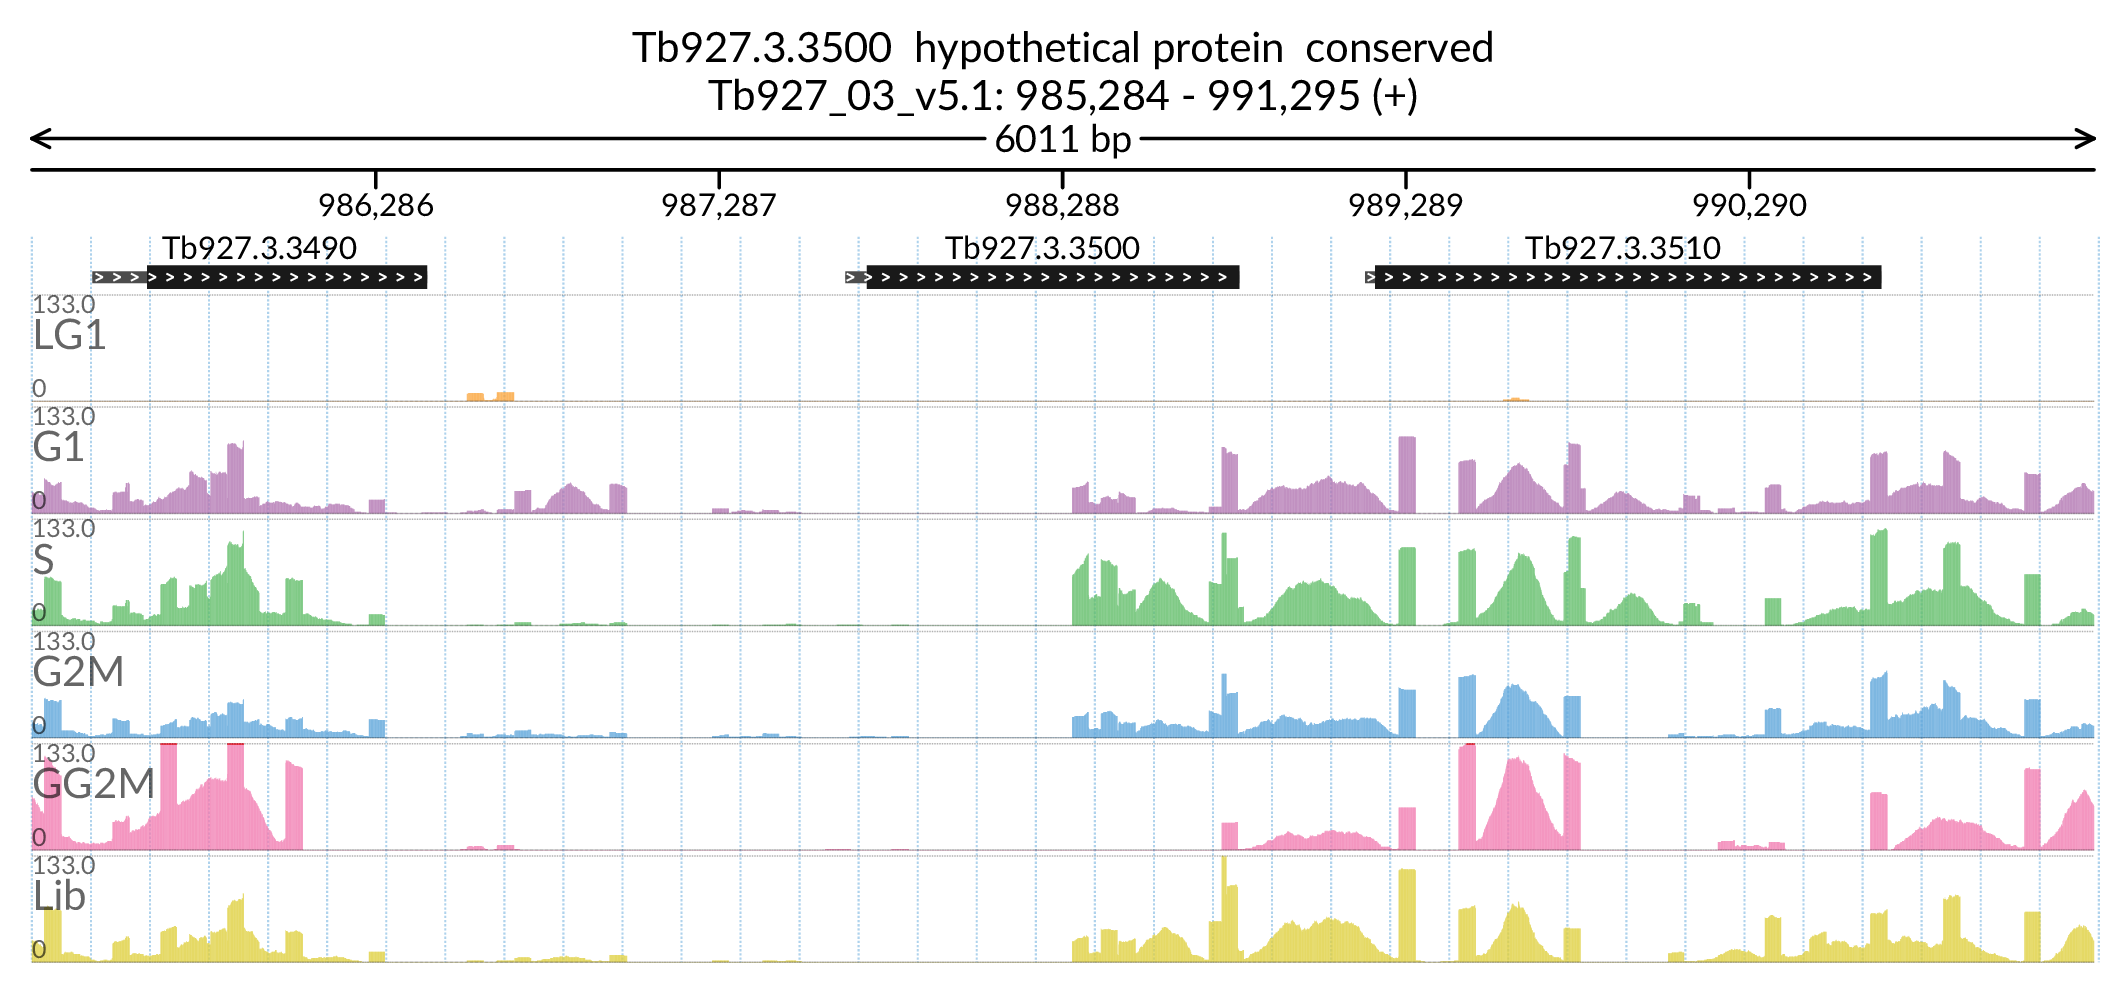 Tb927.3.3500  hypothetical protein  conserved
Tb927_03_v5.1: 985,284 - 991,295 (+)
6011 bp
986,286 987,287 988,288 989,289 990,290
Tb927.3.3490 Tb927.3.3500 Tb927.3.3510
133.0
LG1
0
133.0
G1
0
133.0
S
0
133.0
G2M
0
133.0
GG2M
0
133.0
Lib
0